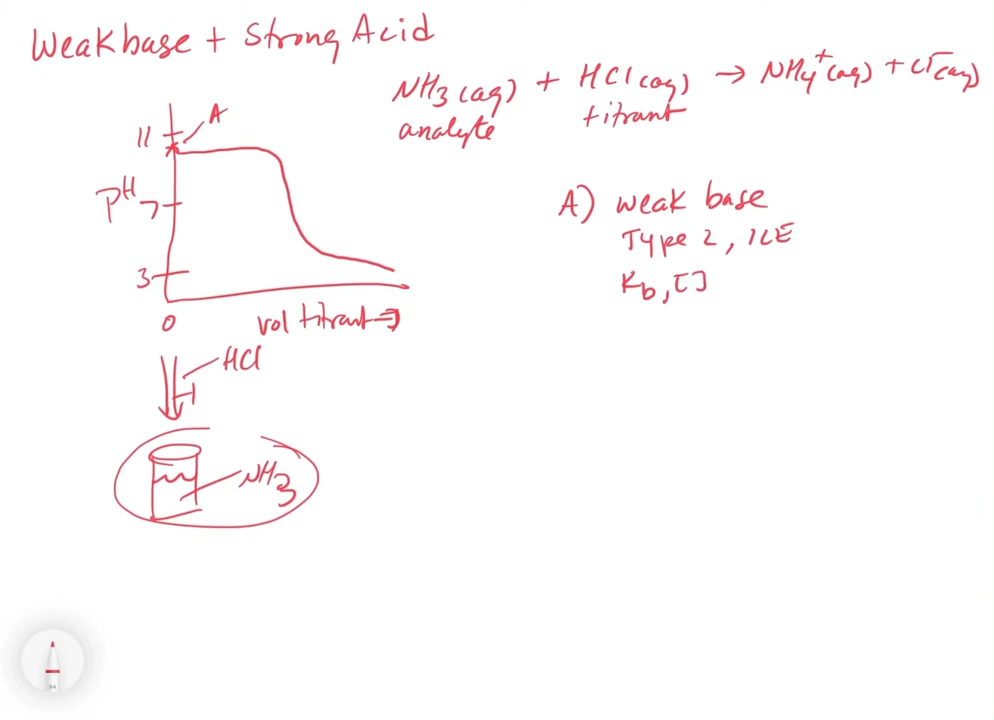 Weak base + Strong Acid
NH3 (aq) + HCl (aq) → NH4+ (aq) + Cl- (aq)
analyte titrant
A
11
PH
7
3
0 vol titrant →
A) weak base
Type 2, ICE
Kb, []
HCl
NH3